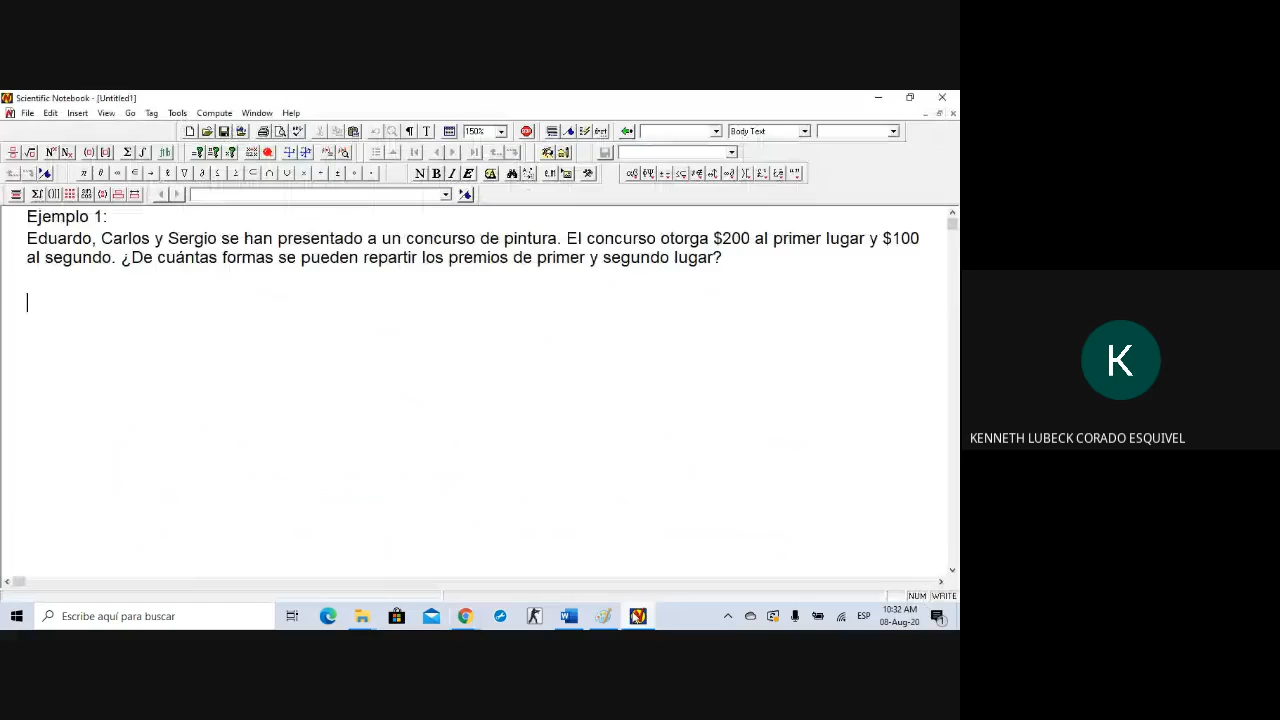 Scientific Notebook - [Untitled1]
File Edit Insert View Go Tag Tools Compute Window Help
150% Body Text
Ejemplo 1:
Eduardo, Carlos y Sergio se han presentado a un concurso de pintura. El concurso otorga $200 al primer lugar y $100
al segundo. ¿De cuántas formas se pueden repartir los premios de primer y segundo lugar?
K
KENNETH LUBECK CORADO ESQUIVEL
NUM WRITE
Escribe aquí para buscar
ESP
10:32 AM
08-Aug-20